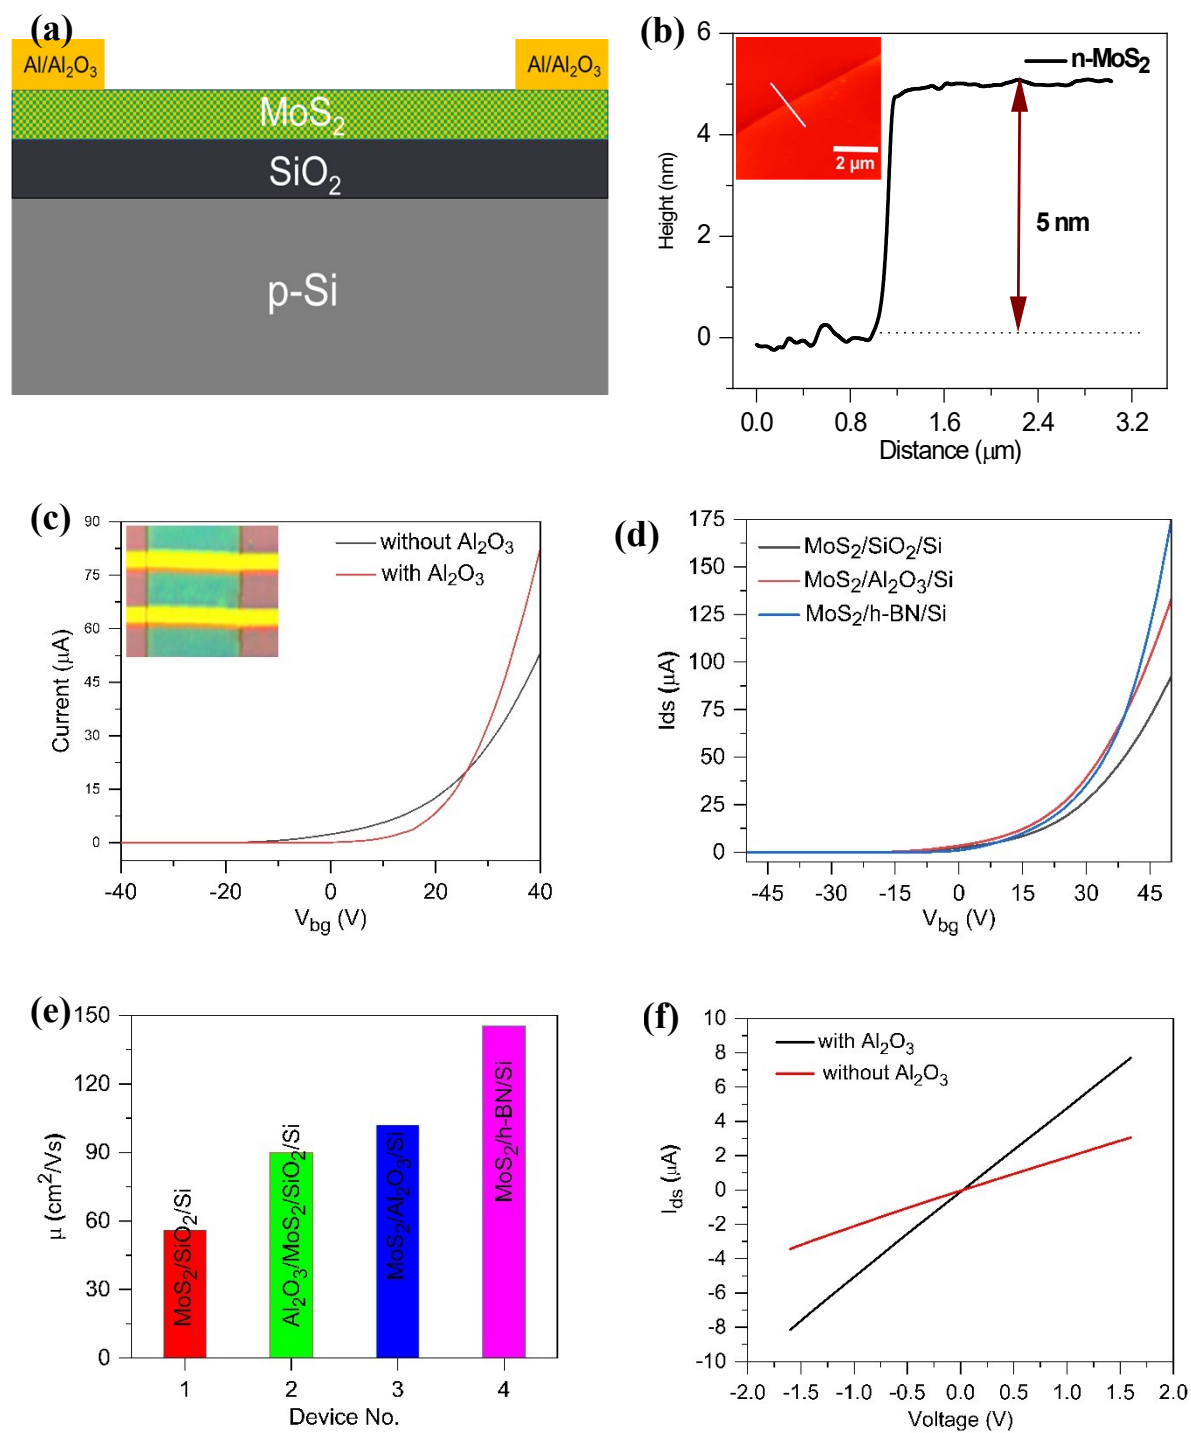 (a)
Al/Al₂O₃
Al/Al₂O₃
MoS₂
SiO₂
p-Si
(b)
6
4
2
0
Height (nm)
n-MoS₂
2 μm
5 nm
0.0 0.8 1.6 2.4 3.2
Distance (μm)
(c)
90
75
60
45
30
15
0
Current (μA)
without Al₂O₃
with Al₂O₃
-40 -20 0 20 40
V_bg (V)
(d)
175
150
125
100
75
50
25
0
Ids (μA)
MoS₂/SiO₂/Si
MoS₂/Al₂O₃/Si
MoS₂/h-BN/Si
-45 -30 -15 0 15 30 45
V_bg (V)
(e)
150
120
90
60
30
0
μ (cm²/Vs)
MoS₂/SiO₂/Si
Al₂O₃/MoS₂/SiO₂/Si
MoS₂/Al₂O₃/Si
MoS₂/h-BN/Si
1 2 3 4
Device No.
(f)
10
8
6
4
2
0
-2
-4
-6
-8
-10
I_ds (μA)
with Al₂O₃
without Al₂O₃
-2.0 -1.5 -1.0 -0.5 0.0 0.5 1.0 1.5 2.0
Voltage (V)